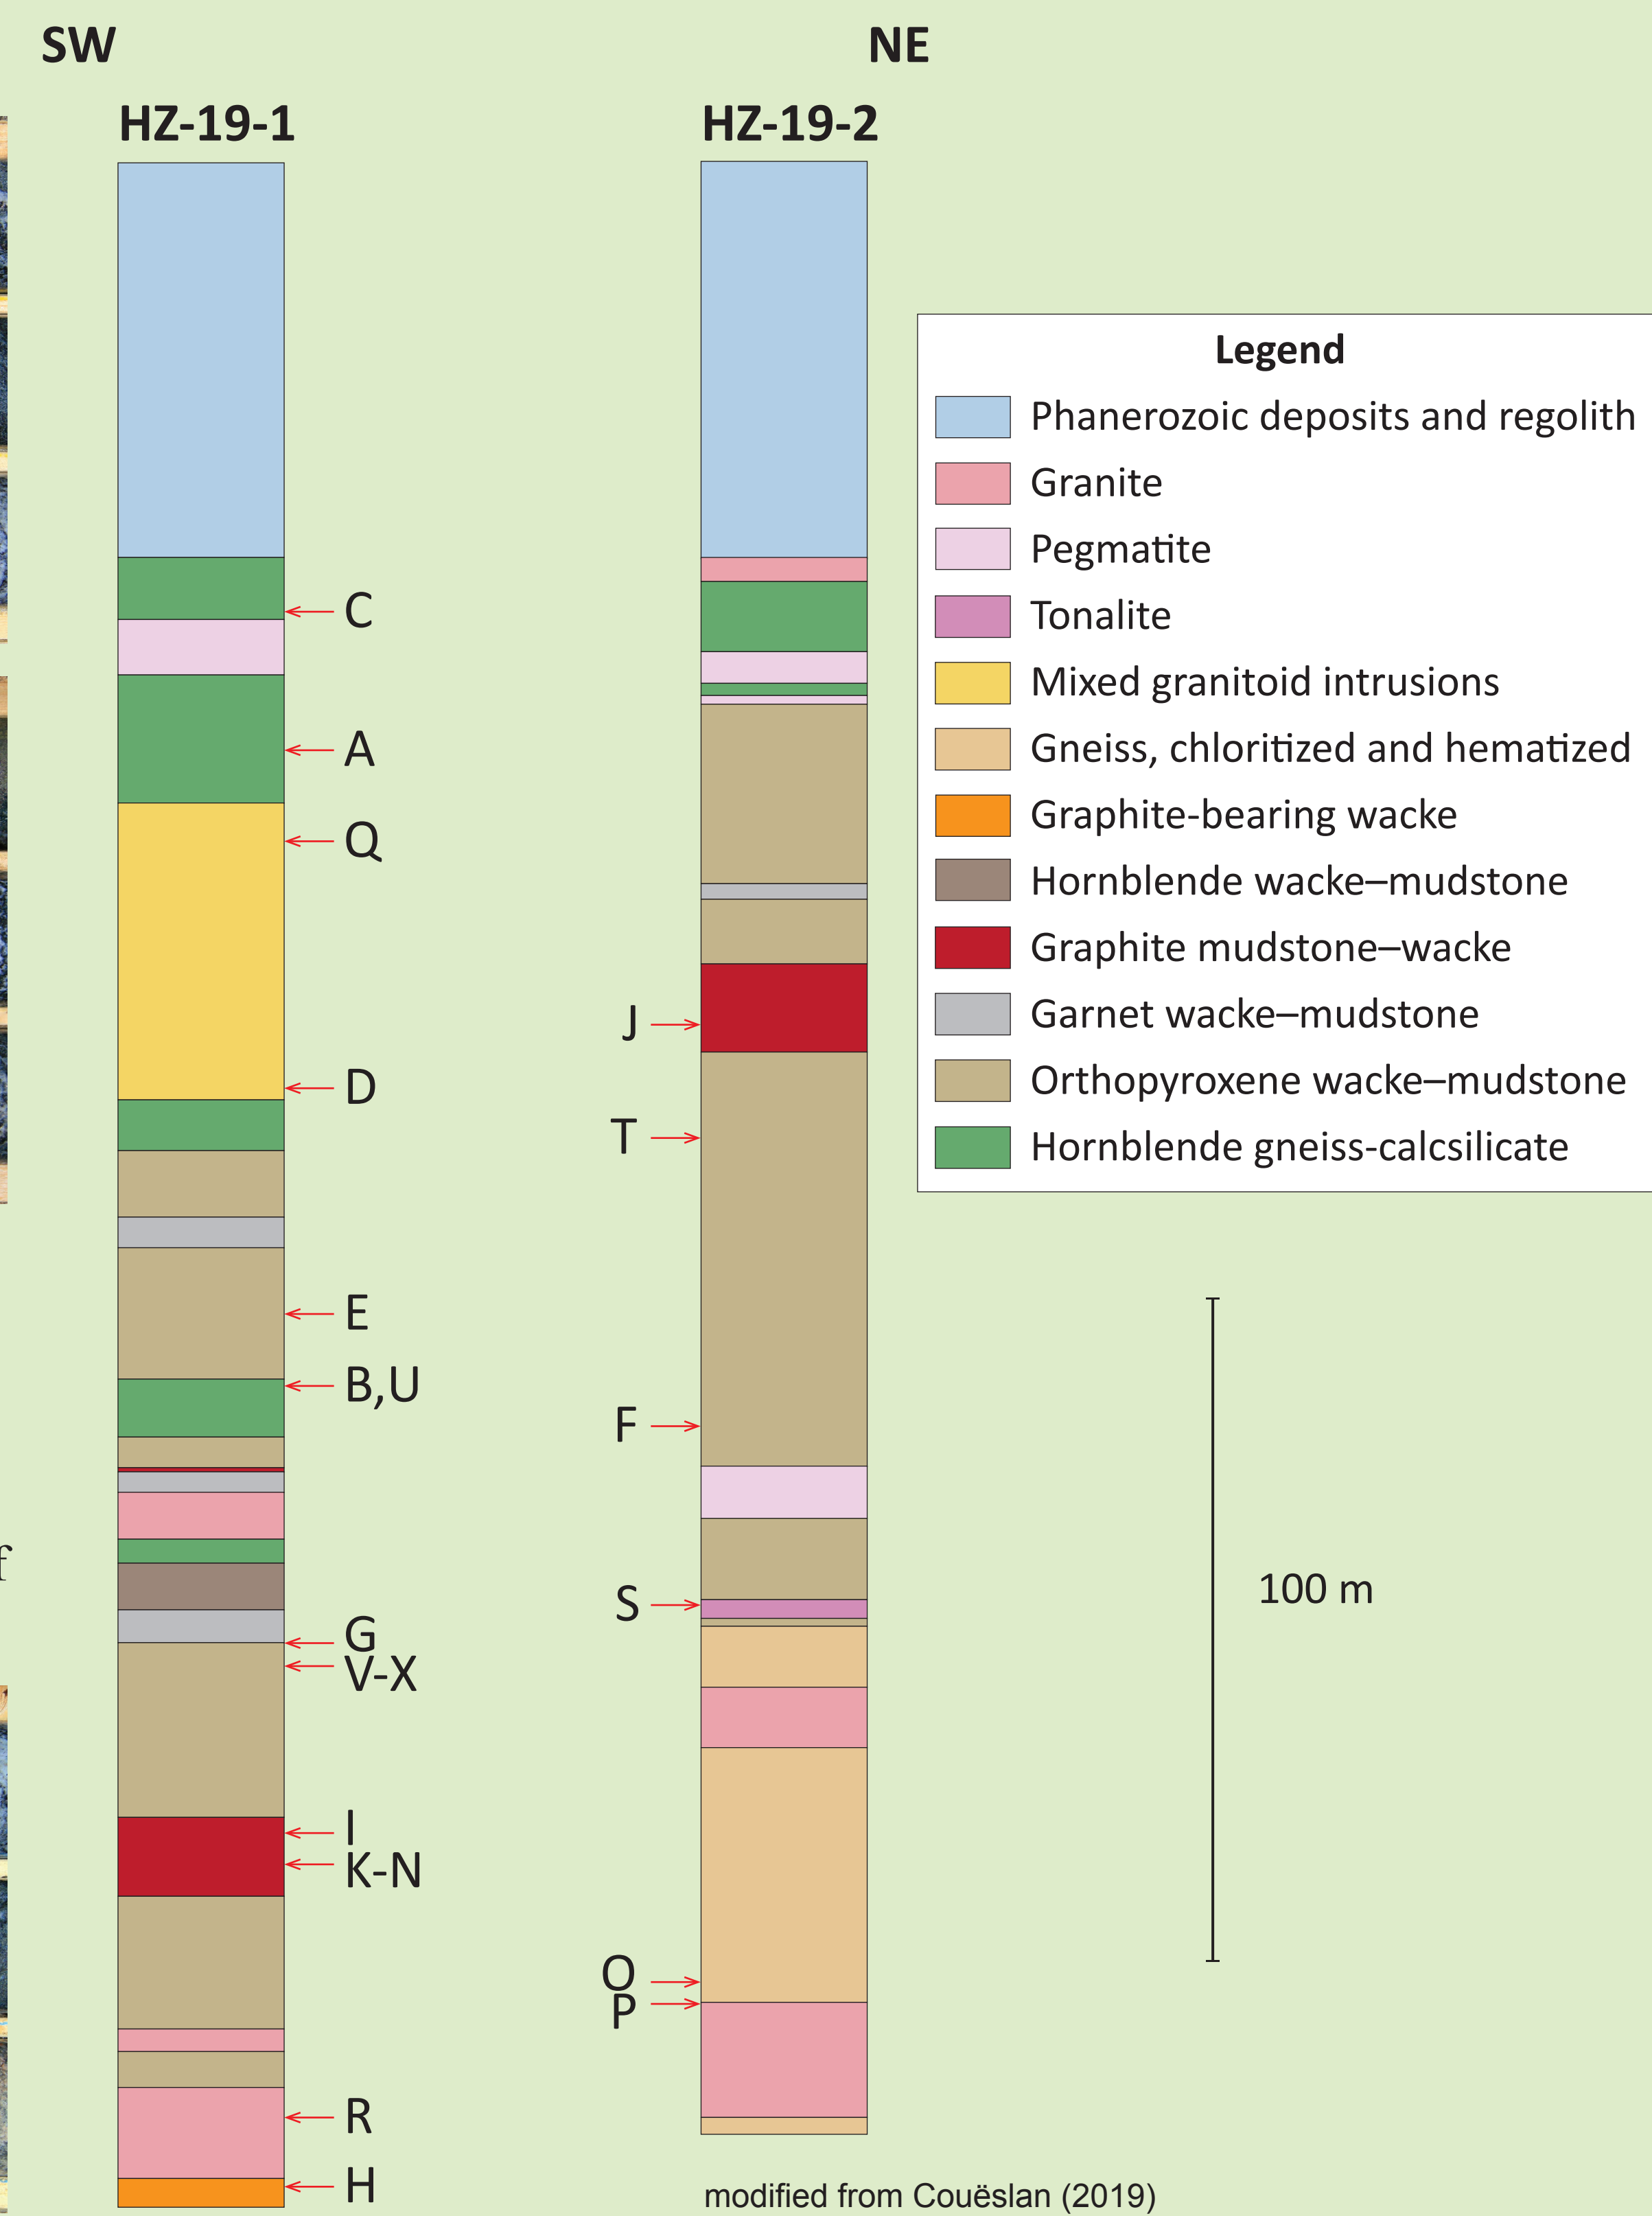 SW
NE
HZ-19-1
HZ-19-2
Legend
Phanerozoic deposits and regolith
Granite
Pegmatite
Tonalite
Mixed granitoid intrusions
Gneiss, chloritized and hematized
Graphite-bearing wacke
Hornblende wacke–mudstone
Graphite mudstone–wacke
Garnet wacke–mudstone
Orthopyroxene wacke–mudstone
Hornblende gneiss-calcsilicate
C
A
Q
D
E
B,U
G
V-X
I
K-N
R
H
J
T
F
S
O
P
100 m
f
modified from Couëslan (2019)